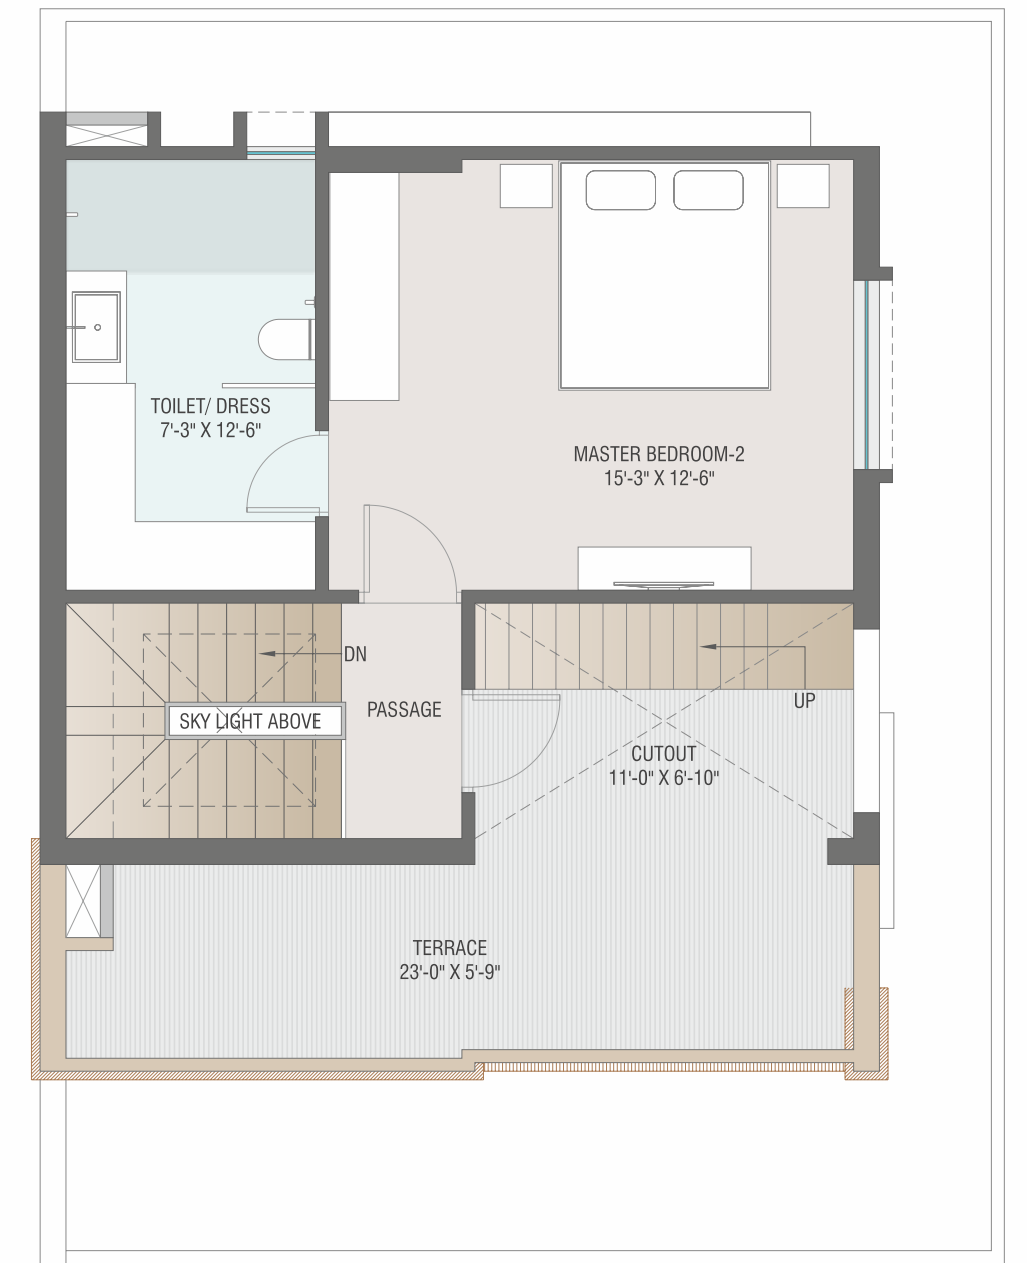 TOILET/ DRESS
7'-3" X 12'-6"
MASTER BEDROOM-2
15'-3" X 12'-6"
DN
UP
PASSAGE
SKY LIGHT ABOVE
CUTOUT
11'-0" X 6'-10"
TERRACE
23'-0" X 5'-9"